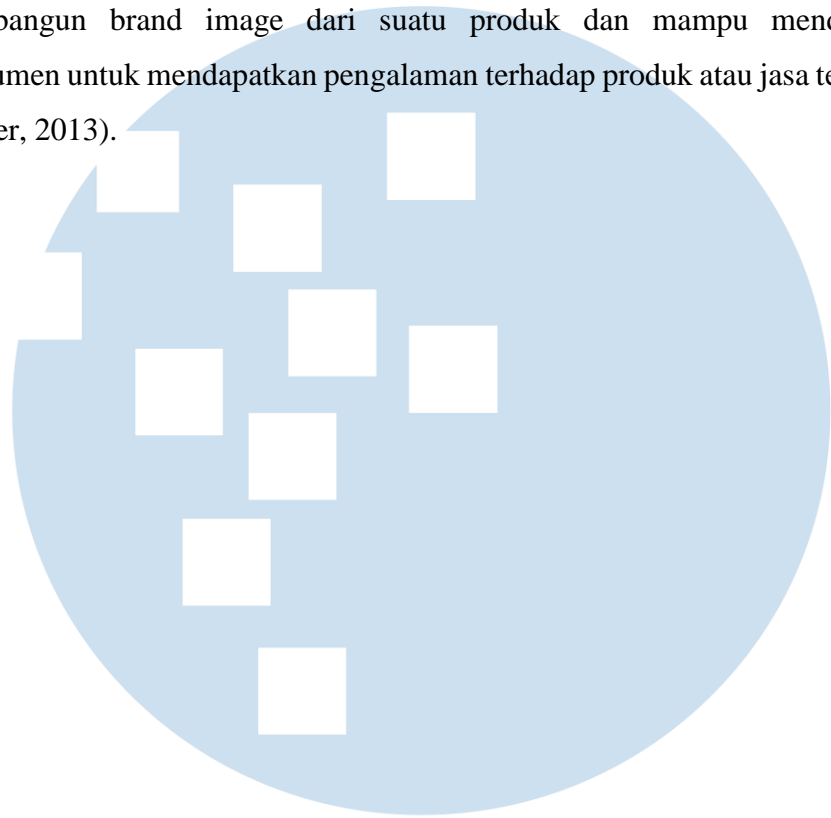 bangun brand image dari suatu produk dan mampu mend
umen untuk mendapatkan pengalaman terhadap produk atau jasa te
er, 2013).